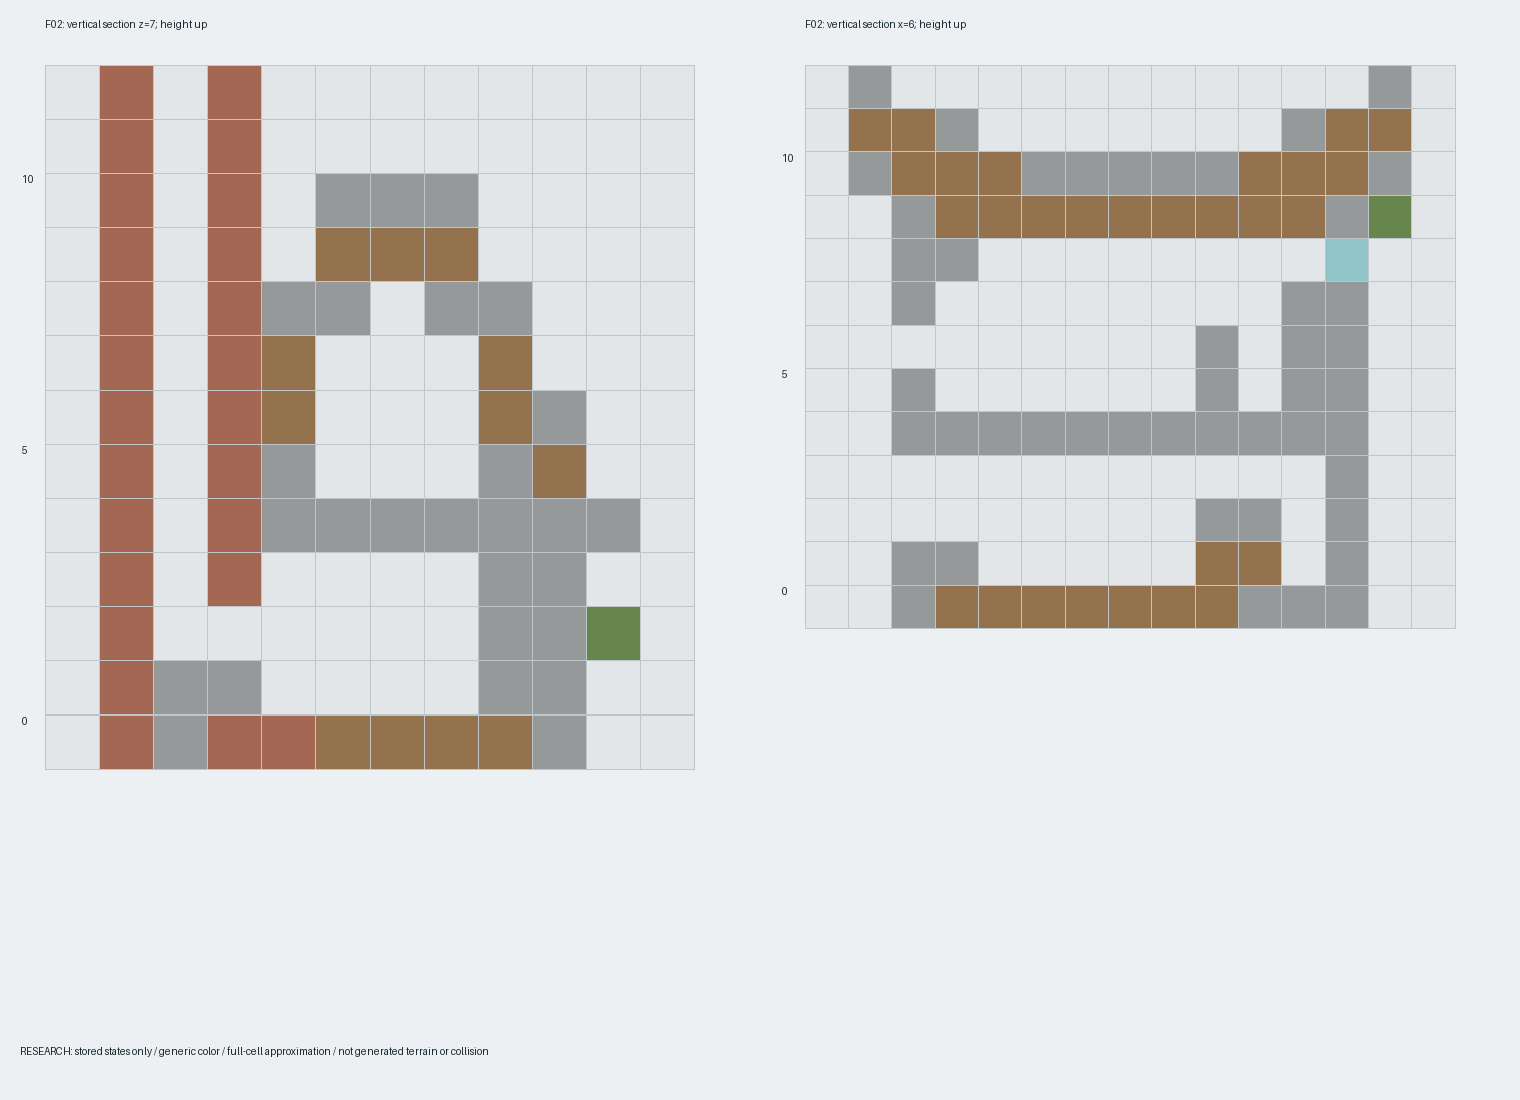 F02: vertical section z=7; height up
F02: vertical section x=6; height up
10
5
0
10
5
0
RESEARCH: stored states only / generic color / full-cell approximation / not generated terrain or collision